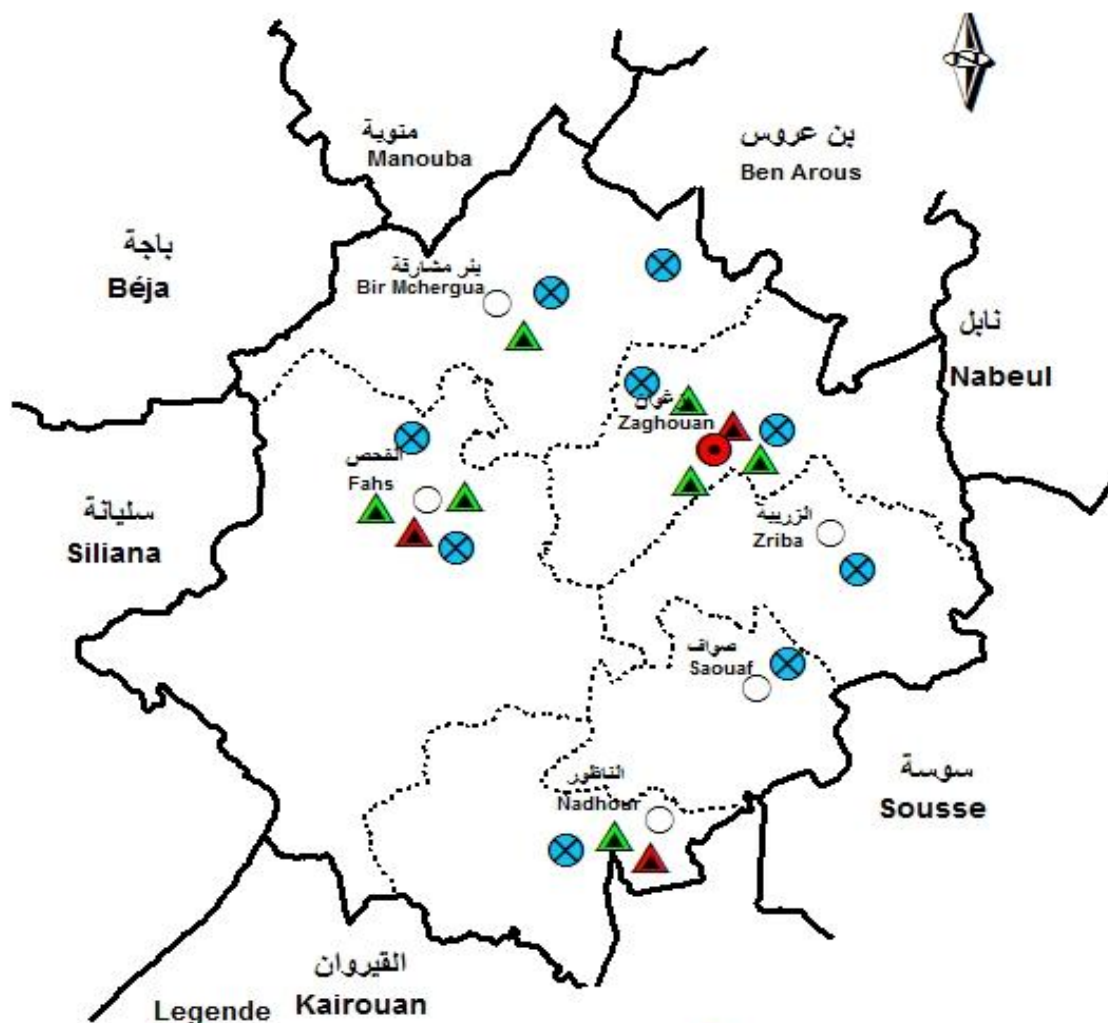 N
منوبة
Manouba
بن عروس
Ben Arous
باجة
Béja
بئر مشارقة
Bir Mchergua
نابل
Nabeul
Zaghouan
الفحص
Fahs
سليانة
Siliana
الزريبة
Zriba
صواف
Saouaf
سوسة
Sousse
الناظور
Nadhour
القيروان
Kairouan
Legende